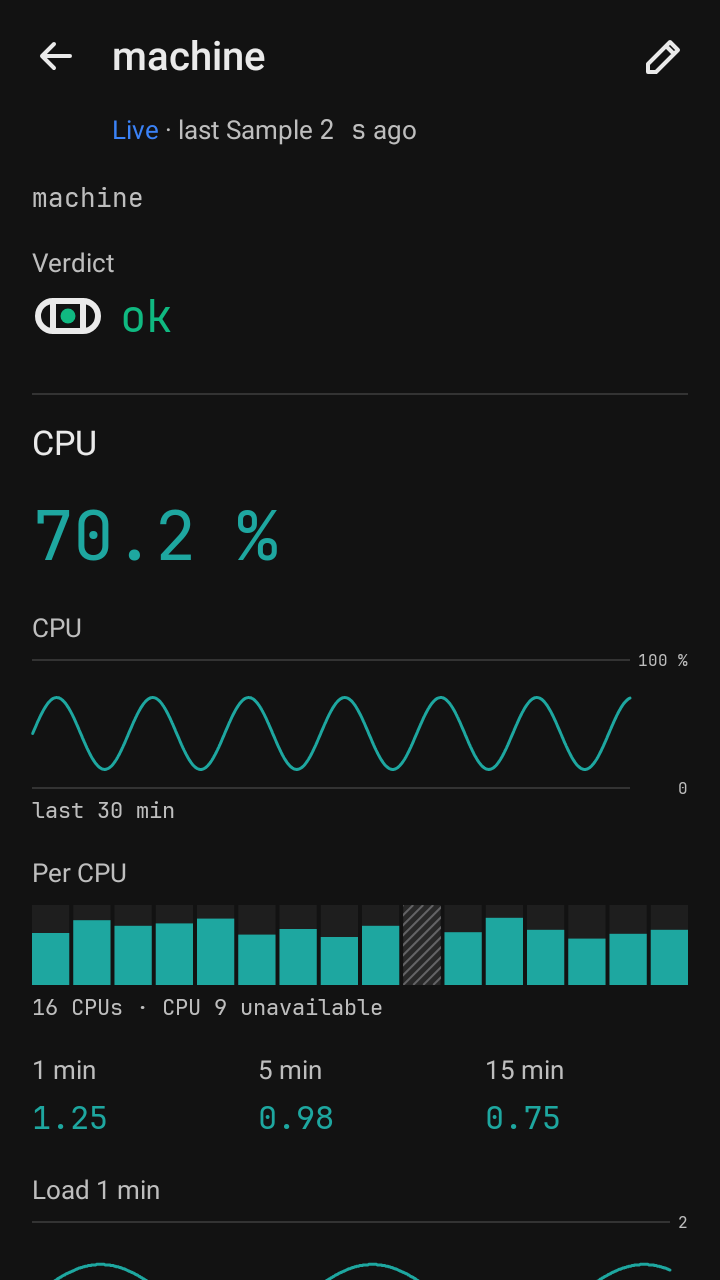 machine
Live · last Sample 2 s ago
machine
Verdict
ok
CPU
70.2 %
CPU
100 %
0
last 30 min
Per CPU
16 CPUs · CPU 9 unavailable
1 min 5 min 15 min
1.25 0.98 0.75
Load 1 min
2